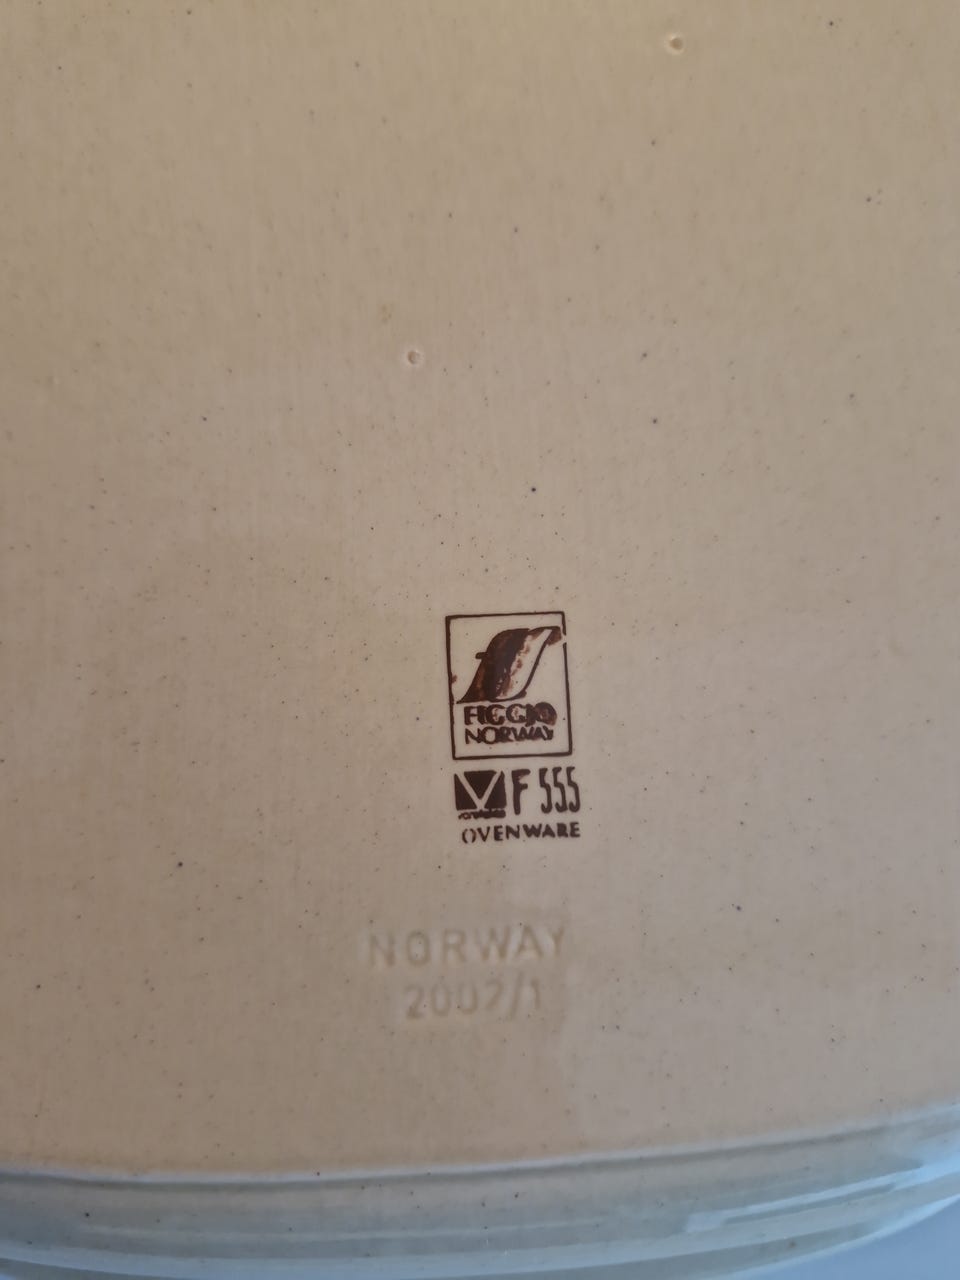 FIGGJO
NORWAY
F 555
OVENWARE
NORWAY
2002/1